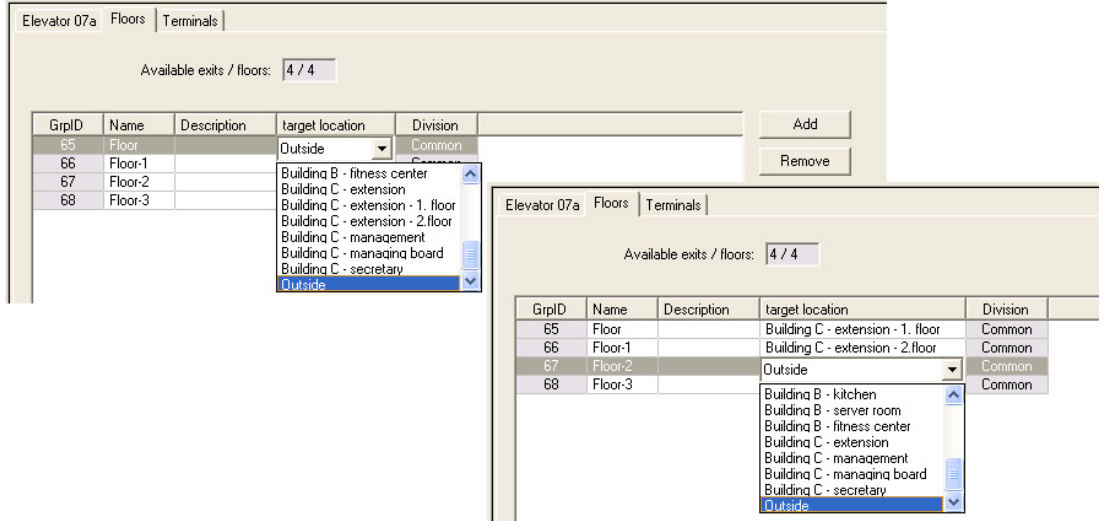 Elevator 07a Floors Terminals
Available exits / floors: 4 / 4
GrpID Name Description target location Division
65 Floor Outside Common
66 Floor-1 Common
67 Floor-2
68 Floor-3
Building B - fitness center
Building C - extension
Building C - extension - 1. floor
Building C - extension - 2.floor
Building C - management
Building C - managing board
Building C - secretary
Outside
Add
Remove
Elevator 07a Floors Terminals
Available exits / floors: 4 / 4
GrpID Name Description target location Division
65 Floor Building C - extension - 1. floor Common
66 Floor-1 Building C - extension - 2.floor Common
67 Floor-2 Outside Common
68 Floor-3 Common
Building B - kitchen
Building B - server room
Building B - fitness center
Building C - extension
Building C - management
Building C - managing board
Building C - secretary
Outside